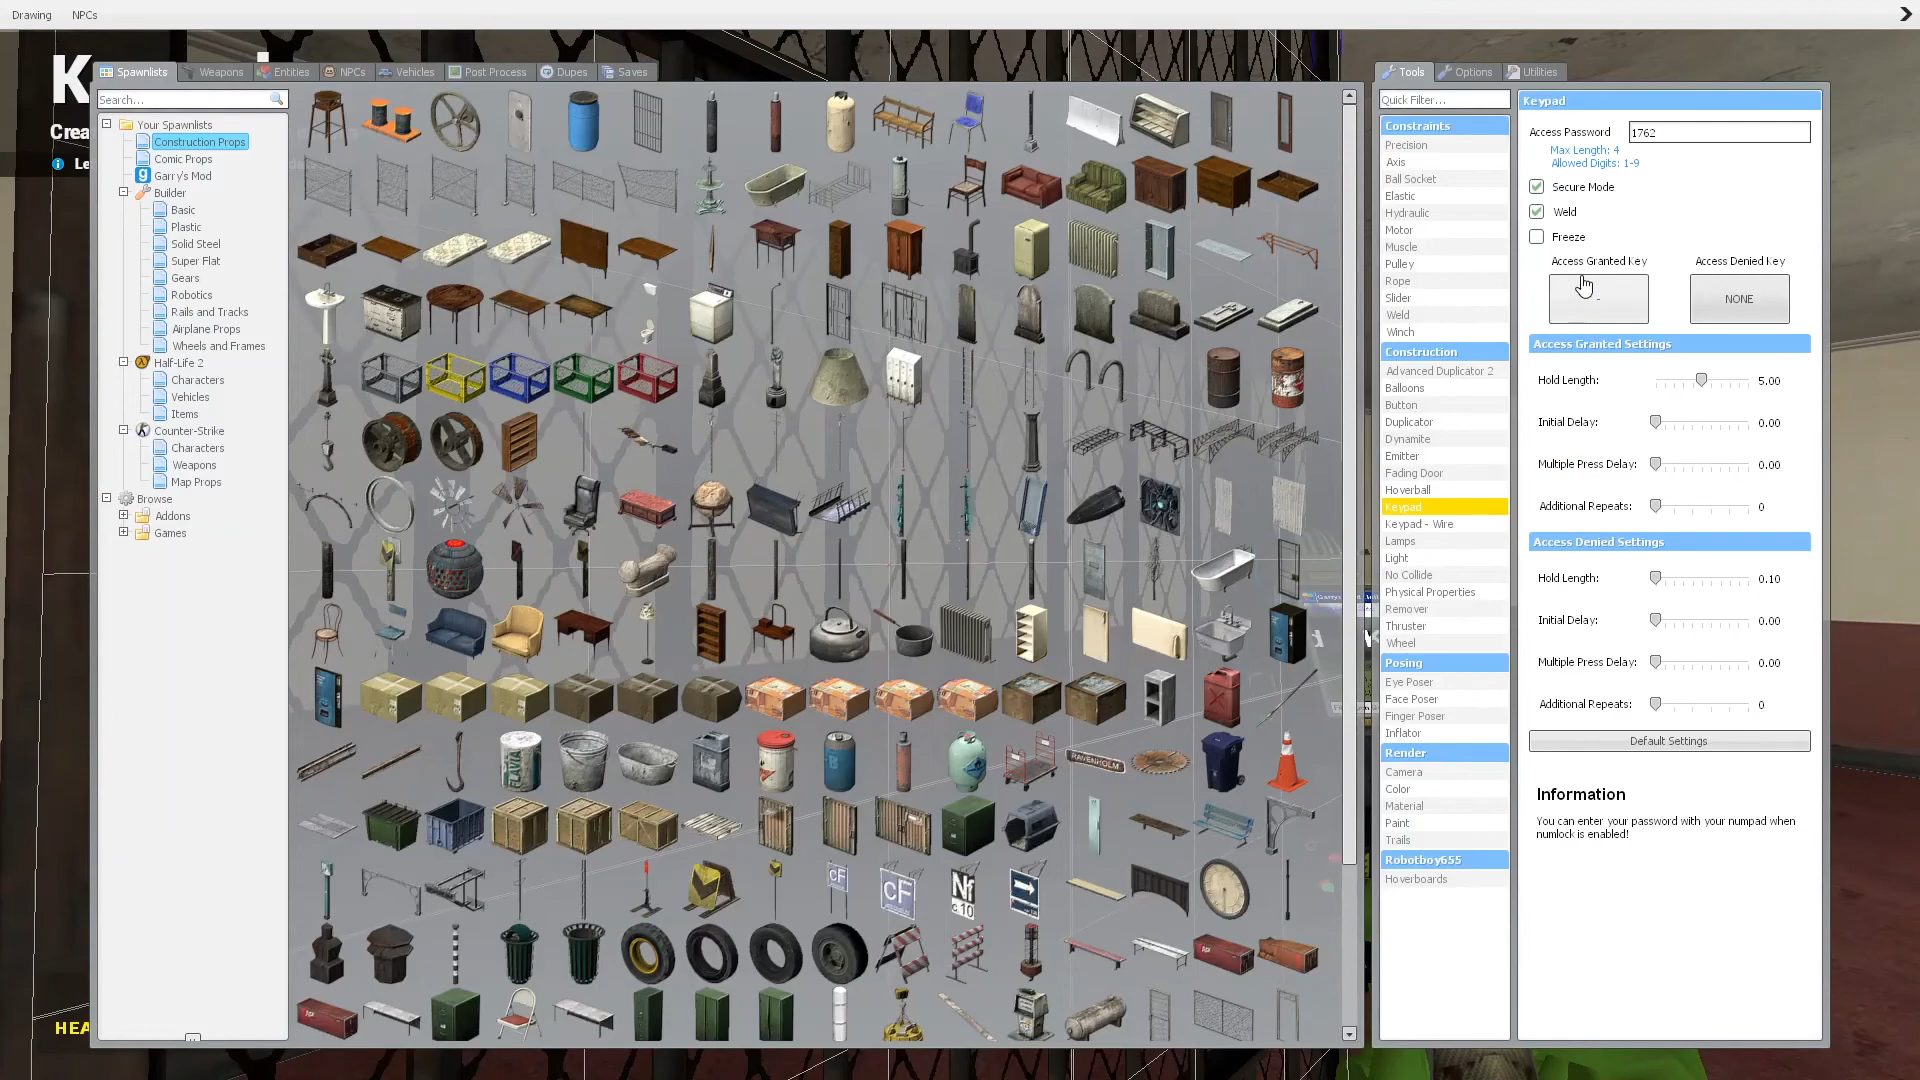 Drawing NPCs
K
Crea
Le
HEA
Spawnlists Weapons Entities NPCs Vehicles Post Process Dupes Saves
Search...
Your Spawnlists
Construction Props
Comic Props
Garry's Mod
Builder
Basic
Plastic
Solid Steel
Super Flat
Gears
Robotics
Rails and Tracks
Airplane Props
Wheels and Frames
Half-Life 2
Characters
Vehicles
Items
Counter-Strike
Characters
Weapons
Map Props
Browse
Addons
Games
RAVENHOLM
cF
cF
Nf
c 10
Tools Options Utilities
Quick Filter...
Constraints
Precision
Axis
Ball Socket
Elastic
Hydraulic
Motor
Muscle
Pulley
Rope
Slider
Weld
Winch
Construction
Advanced Duplicator 2
Balloons
Button
Duplicator
Dynamite
Emitter
Fading Door
Hoverball
Keypad
Keypad - Wire
Lamps
Light
No Collide
Physical Properties
Remover
Thruster
Wheel
Posing
Eye Poser
Face Poser
Finger Poser
Inflator
Render
Camera
Color
Material
Paint
Trails
Robotboy655
Hoverboards
Keypad
Access Password 1762
Max Length: 4
Allowed Digits: 1-9
Secure Mode
Weld
Freeze
Access Granted Key Access Denied Key
- NONE
Access Granted Settings
Hold Length: 5.00
Initial Delay: 0.00
Multiple Press Delay: 0.00
Additional Repeats: 0
Access Denied Settings
Hold Length: 0.10
Initial Delay: 0.00
Multiple Press Delay: 0.00
Additional Repeats: 0
Default Settings
Information
You can enter your password with your numpad when
numlock is enabled!